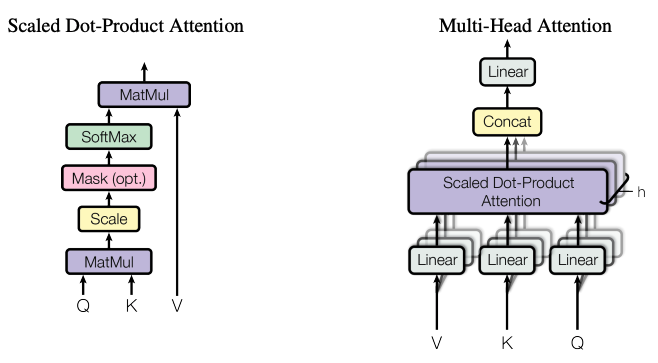 Scaled Dot-Product Attention
MatMul
SoftMax
Mask (opt.)
Scale
MatMul
Q K V
Multi-Head Attention
Linear
Concat
Scaled Dot-Product
Attention
h
Linear Linear Linear
V K Q